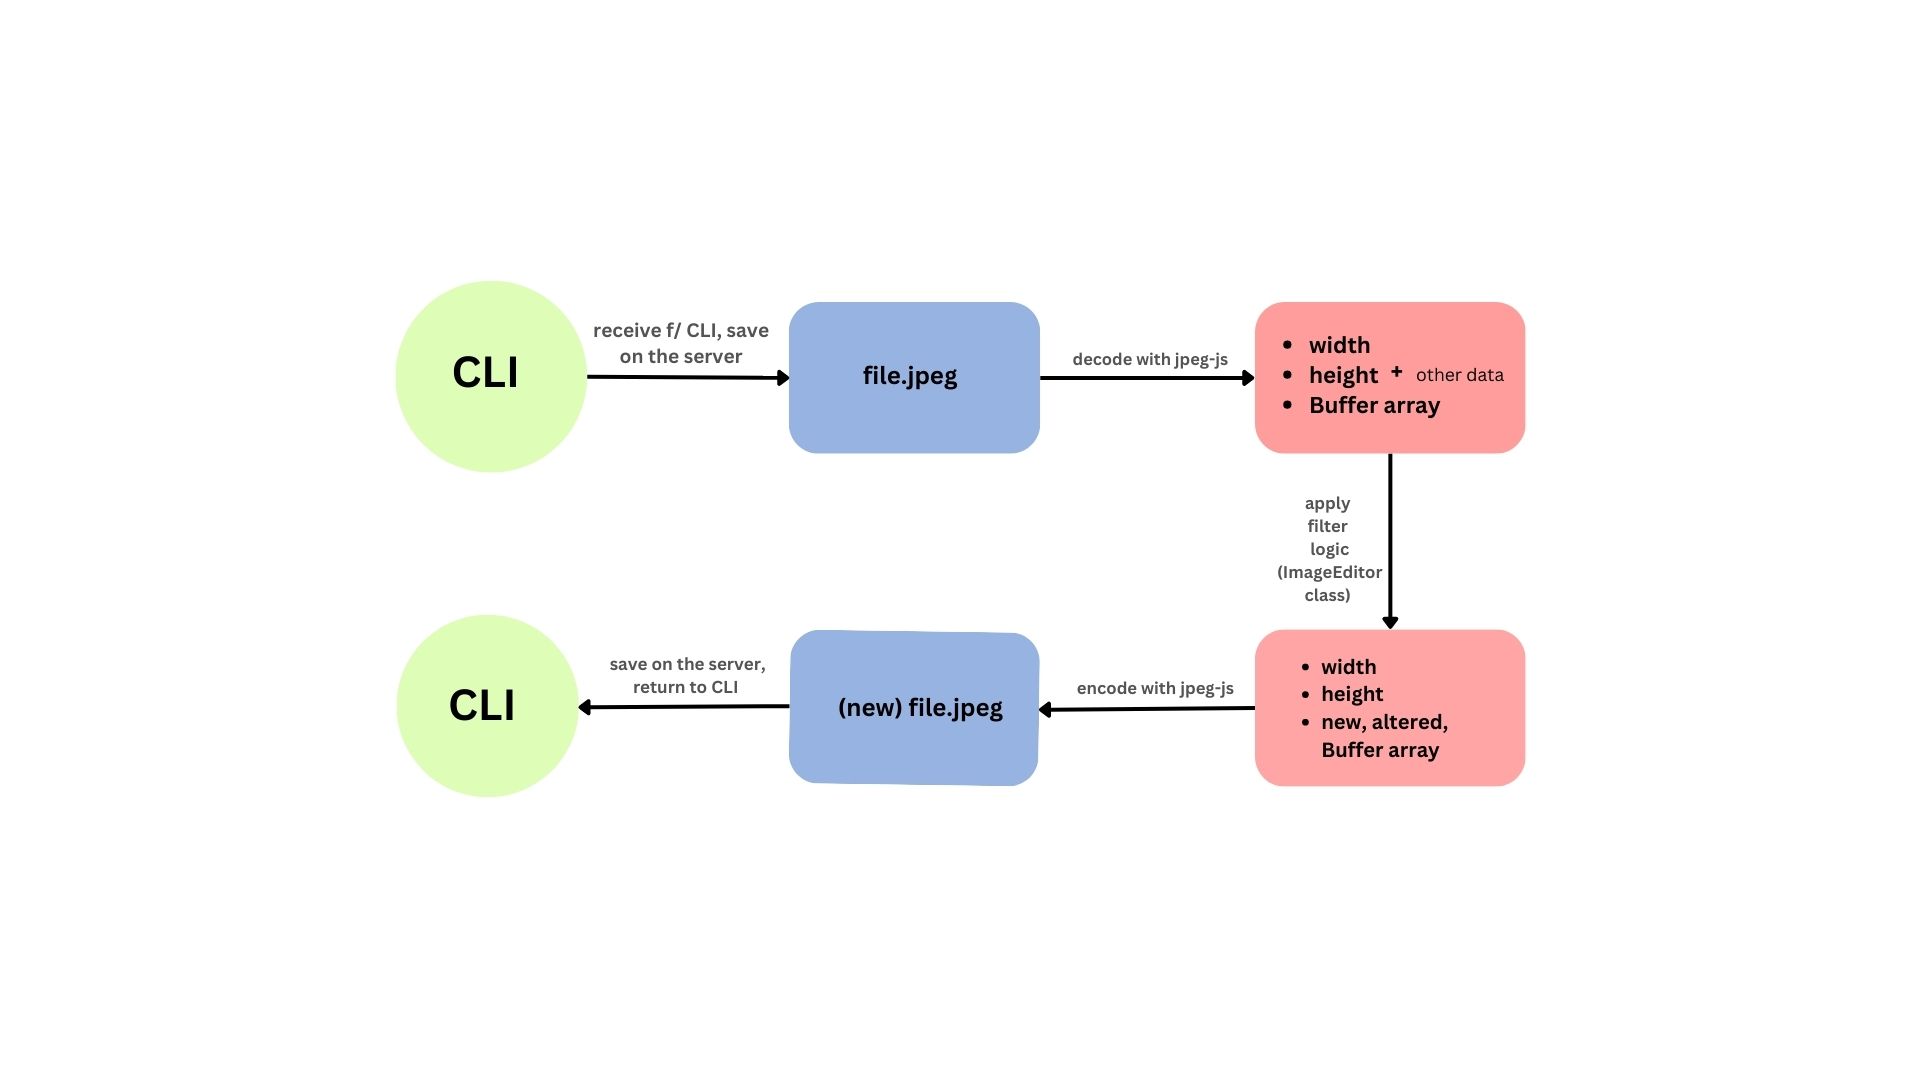 CLI
receive f/ CLI, save
on the server
file.jpeg
decode with jpeg-js
• width
• height + other data
• Buffer array
apply
filter
logic
(ImageEditor
class)
• width
• height
• new, altered,
Buffer array
encode with jpeg-js
(new) file.jpeg
save on the server,
return to CLI
CLI